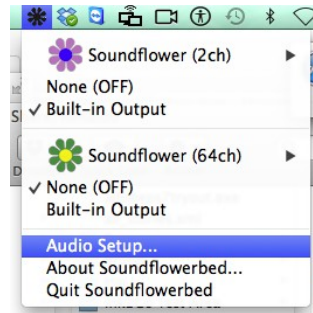 Soundflower (2ch)
None (OFF)
✓ Built-in Output
Soundflower (64ch)
✓ None (OFF)
Built-in Output
Audio Setup...
About Soundflowerbed...
Quit Soundflowerbed